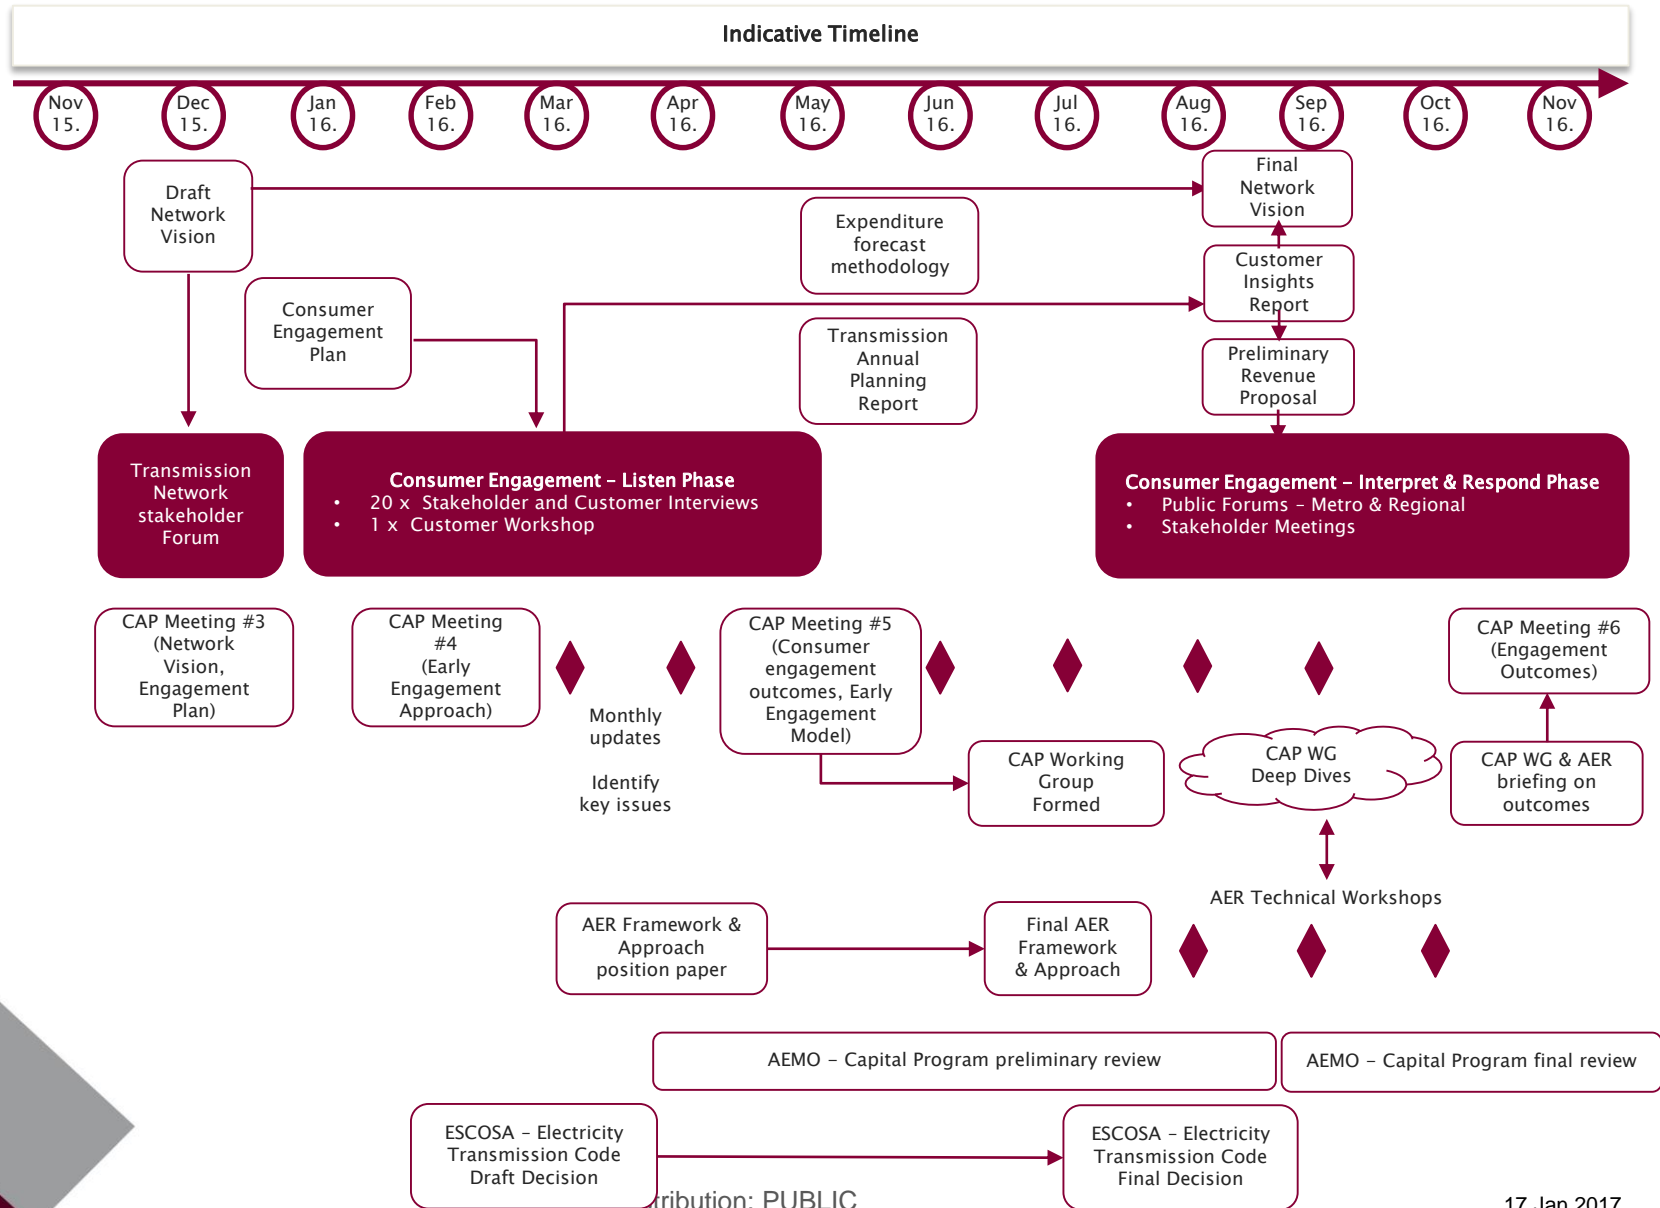 Indicative Timeline
Nov
15.
Dec
15.
Jan
16.
Feb
16.
Mar
16.
Apr
16.
May
16.
Jun
16.
Jul
16.
Aug
16.
Sep
16.
Oct
16.
Nov
16.
Draft
Network
Vision
Final
Network
Vision
Expenditure
forecast
methodology
Customer
Insights
Report
Consumer
Engagement
Plan
Transmission
Annual
Planning
Report
Preliminary
Revenue
Proposal
Transmission
Network
stakeholder
Forum
Consumer Engagement – Listen Phase
• 20 x Stakeholder and Customer Interviews
• 1 x Customer Workshop
Consumer Engagement – Interpret & Respond Phase
• Public Forums – Metro & Regional
• Stakeholder Meetings
CAP Meeting #3
(Network
Vision,
Engagement
Plan)
CAP Meeting
#4
(Early
Engagement
Approach)
Monthly
updates
Identify
key issues
CAP Meeting #5
(Consumer
engagement
outcomes, Early
Engagement
Model)
CAP Meeting #6
(Engagement
Outcomes)
CAP Working
Group
Formed
CAP WG
Deep Dives
CAP WG & AER
briefing on
outcomes
AER Technical Workshops
AER Framework &
Approach
position paper
Final AER
Framework
& Approach
AEMO – Capital Program preliminary review
AEMO – Capital Program final review
ESCOSA – Electricity
Transmission Code
Draft Decision
ESCOSA – Electricity
Transmission Code
Final Decision
tribution: PUBLIC
17 Jan 2017